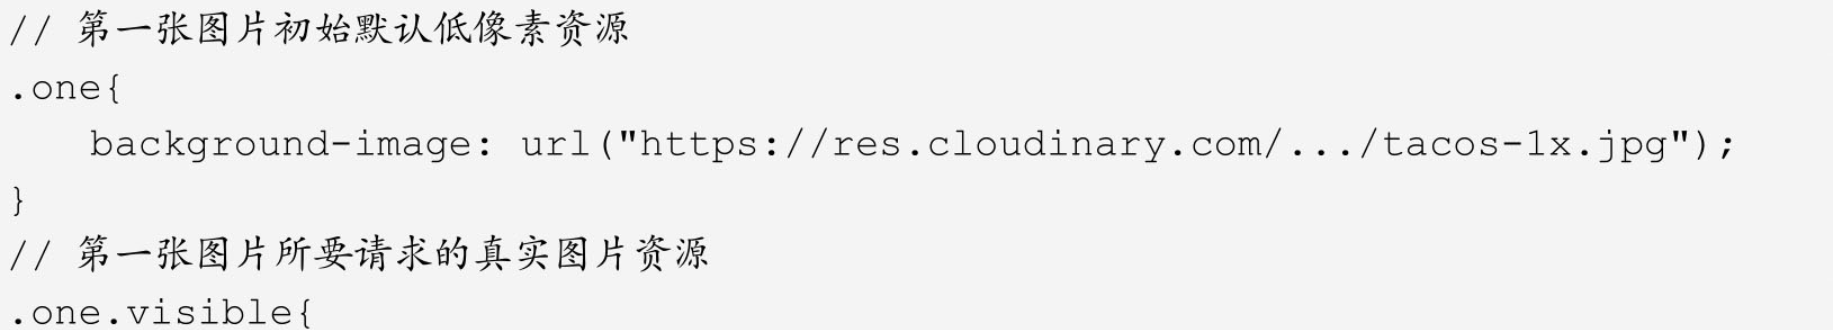 // 第一张图片初始默认低像素资源
.one{
    background-image: url("https://res.cloudinary.com/.../tacos-1x.jpg");
}
// 第一张图片所要请求的真实图片资源
.one.visible{